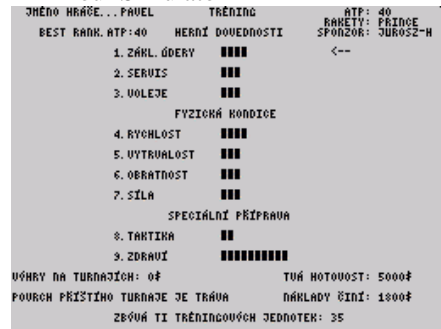 JMÉNO HRÁČE...PAVEL TRÉNING ATP: 40
RAKETY: PRINCE
BEST RANK.ATP:40 HERNÍ DOVEDNOSTI SPONZOR: JUROSZ-H
1. ZÁKL. ÚDERY <--
2. SERVIS
3. VOLEJE
FYZICKÁ KONDICE
4. RYCHLOST
5. VYTRVALOST
6. OBRATNOST
7. SÍLA
SPECIÁLNÍ PŘÍPRAVA
8. TAKTIKA
9. ZDRAVÍ
VÝHRY NA TURNAJÍCH: 0$ TVÁ HOTOVOST: 5000$
POVRCH PŘÍŠTÍHO TURNAJE JE TRÁVA NÁKLADY ČINÍ: 1800$
ZBÝVÁ TI TRÉNINGOVÝCH JEDNOTEK: 35